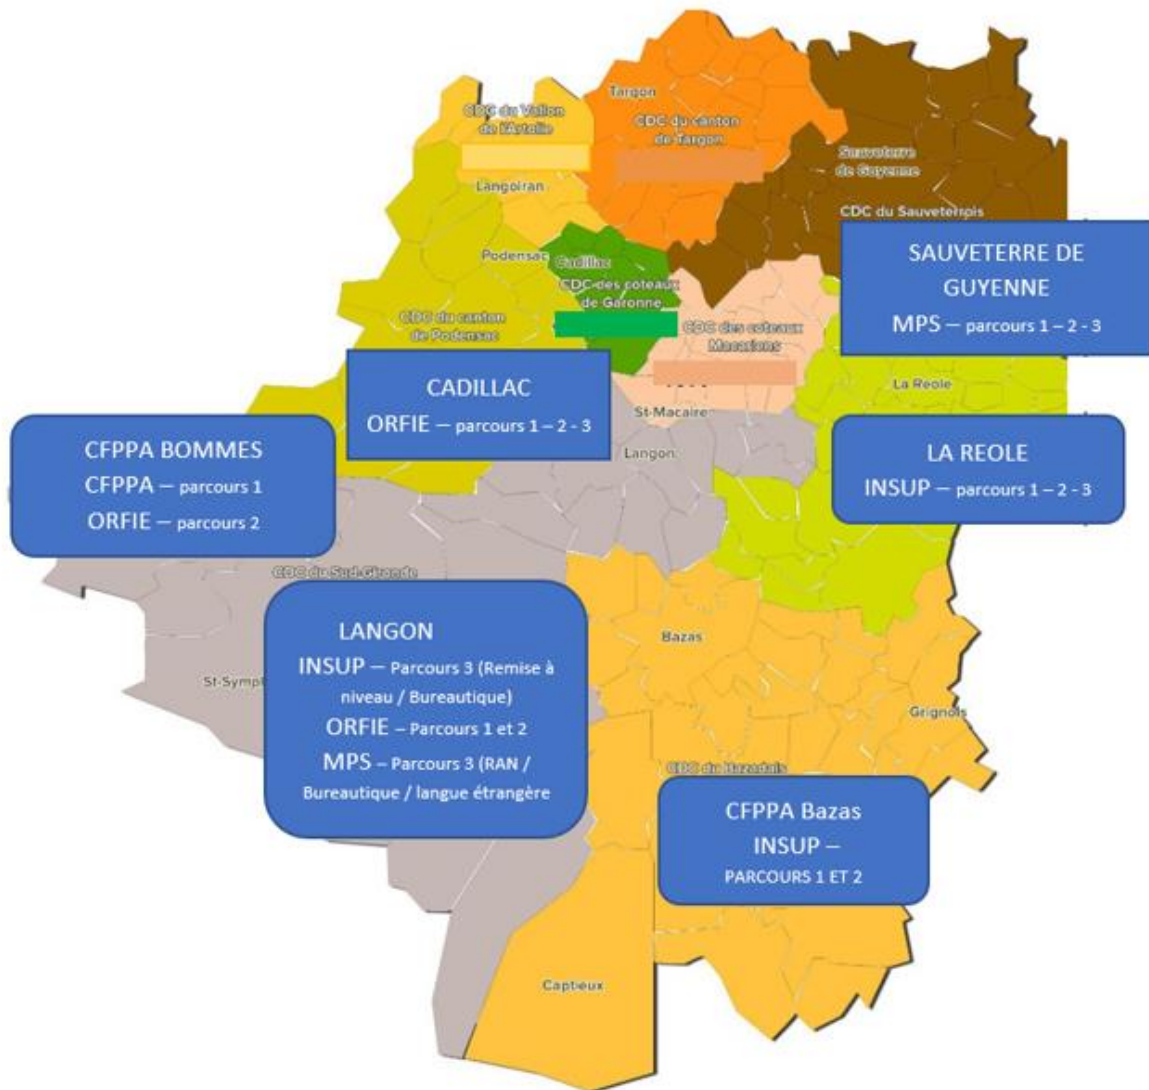 Targon
CDC du Vallon
de l'Artolie
CDC du canton
de Targon
Sauveterre
de Guyenne
Langoiran
CDC du Sauveterrois
Podensac
Cadillac
CDC des coteaux
de Garonne
CDC du canton
de Podensac
CDC des coteaux
Macariens
SAUVETERRE DE
GUYENNE
MPS – parcours 1 – 2 - 3
La Reole
CADILLAC
ORFIE – parcours 1 – 2 - 3
St-Macaire
Langon
CFPPA BOMMES
CFPPA – parcours 1
ORFIE – parcours 2
LA REOLE
INSUP – parcours 1 – 2 - 3
CDC du Sud-Gironde
LANGON
INSUP – Parcours 3 (Remise à
niveau / Bureautique)
ORFIE – Parcours 1 et 2
MPS – Parcours 3 (RAN /
Bureautique / langue étrangère
Bazas
St-Symph
Grignols
CDC du Bazadais
CFPPA Bazas
INSUP –
PARCOURS 1 ET 2
Captieux